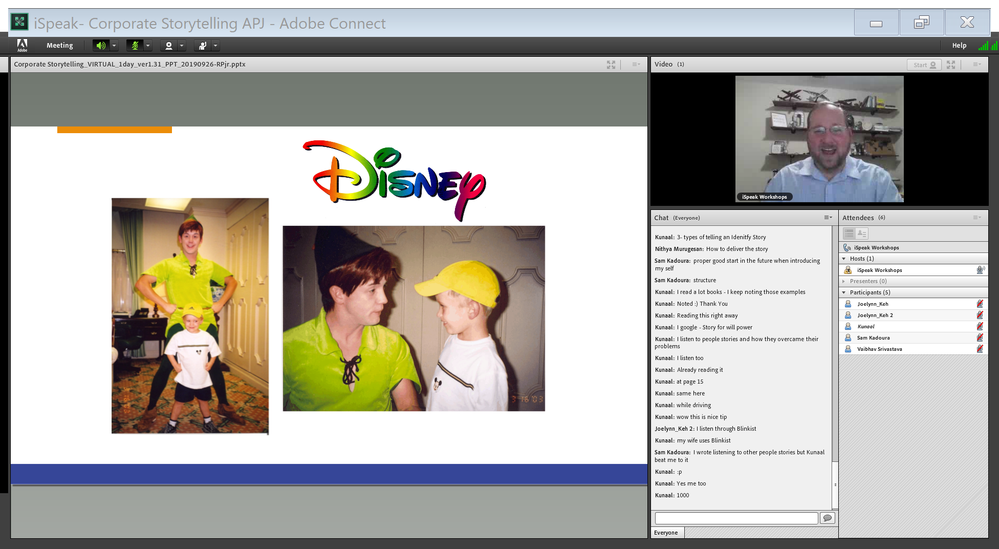 iSpeak- Corporate Storytelling APJ - Adobe Connect
Adobe
Meeting
Help
Corporate Storytelling_VIRTUAL_1day_ver1.31_PPT_20190926-RPjr.pptx
Disney
3 16 '03
Video (1)
Start
iSpeak Workshops
Chat (Everyone)
Kunaal: 3- types of telling an Idenitfy Story
Nithya Murugesan: How to deliver the story
Sam Kadoura: proper good start in the future when introducing
my self
Sam Kadoura: structure
Kunaal: I read a lot books - I keep noting those examples
Kunaal: Noted :) Thank You
Kunaal: Reading this right away
Kunaal: I google - Story for will power
Kunaal: I listen to people stories and how they overcame their
problems
Kunaal: I listen too
Kunaal: Already reading it
Kunaal: at page 15
Kunaal: same here
Kunaal: while driving
Kunaal: wow this is nice tip
Joelynn_Keh 2: I listen through Blinkist
Kunaal: my wife uses Blinkist
Sam Kadoura: I wrote listening to other people stories but Kunaal
beat me to it
Kunaal: :p
Kunaal: Yes me too
Kunaal: 1000
Everyone
Attendees (6)
iSpeak Workshops
Hosts (1)
iSpeak Workshops
Presenters (0)
Participants (5)
Joelynn_Keh
Joelynn_Keh 2
Kunaal
Sam Kadoura
Vaibhav Srivastava